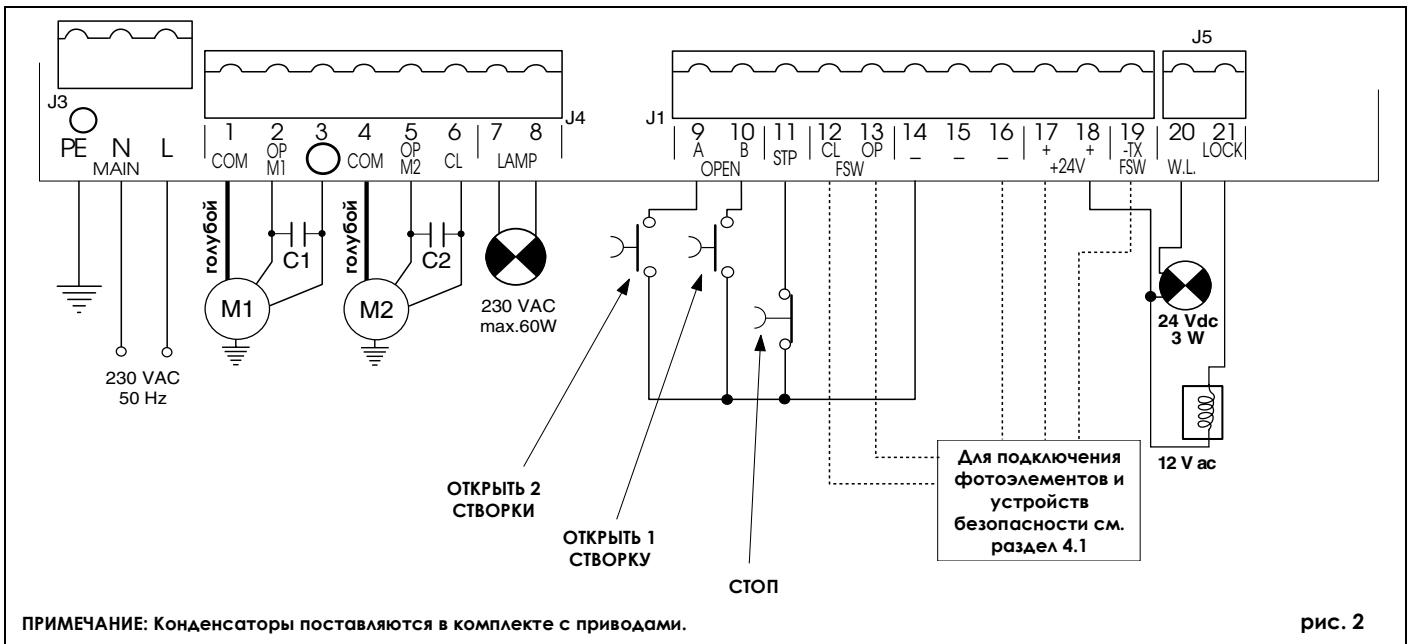 J3
J4
J1
J5
PE N L
MAIN
1 2 3 4 5 6 7 8
COM OP M1 COM OP M2 CL LAMP
9 10 11 12 13 14 15 16 17 18 19 20 21
A B STP CL OP – – – + + -TX W.L. LOCK
OPEN FSW +24V FSW
голубой
C1
голубой
C2
M1
M2
230 VAC
max.60W
230 VAC
50 Hz
24 Vdc
3 W
12 V ac
ОТКРЫТЬ 2
СТВОРКИ
ОТКРЫТЬ 1
СТВОРКУ
СТОП
Для подключения
фотоэлементов и
устройств
безопасности см.
раздел 4.1
ПРИМЕЧАНИЕ: Конденсаторы поставляются в комплекте с приводами.
рис. 2